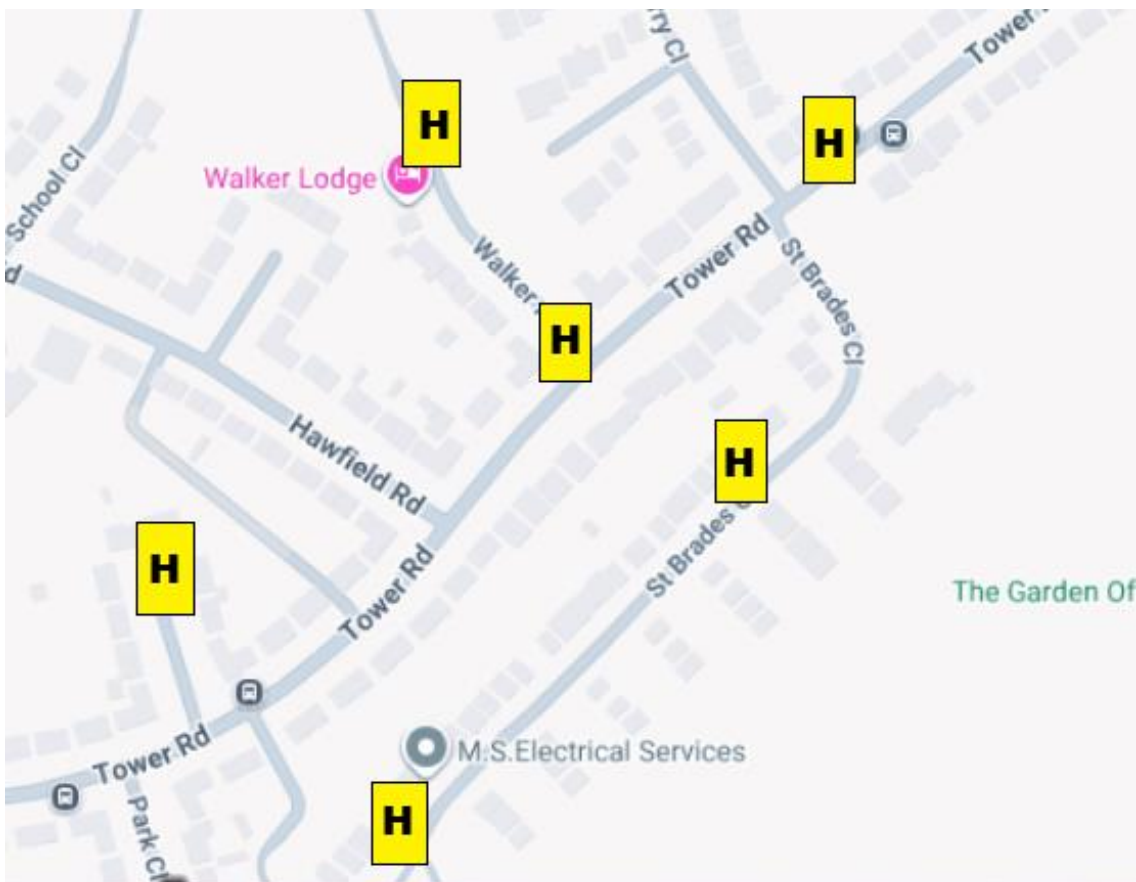 Tower
H
H
Walker Lodge
School Cl
Walker
Tower Rd
St Brades Cl
H
Hawfield Rd
H
St Brades
H
Tower Rd
The Garden Of
Tower Rd
M.S.Electrical Services
H
Park Cl